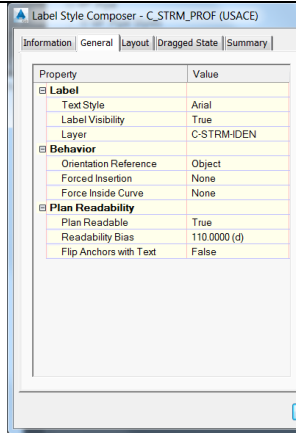 Label Style Composer - C_STRM_PROF (USACE)
Information General Layout Dragged State Summary
Property Value
Label
Text Style Arial
Label Visibility True
Layer C-STRM-IDEN
Behavior
Orientation Reference Object
Forced Insertion None
Force Inside Curve None
Plan Readability
Plan Readable True
Readability Bias 110.0000 (d)
Flip Anchors with Text False